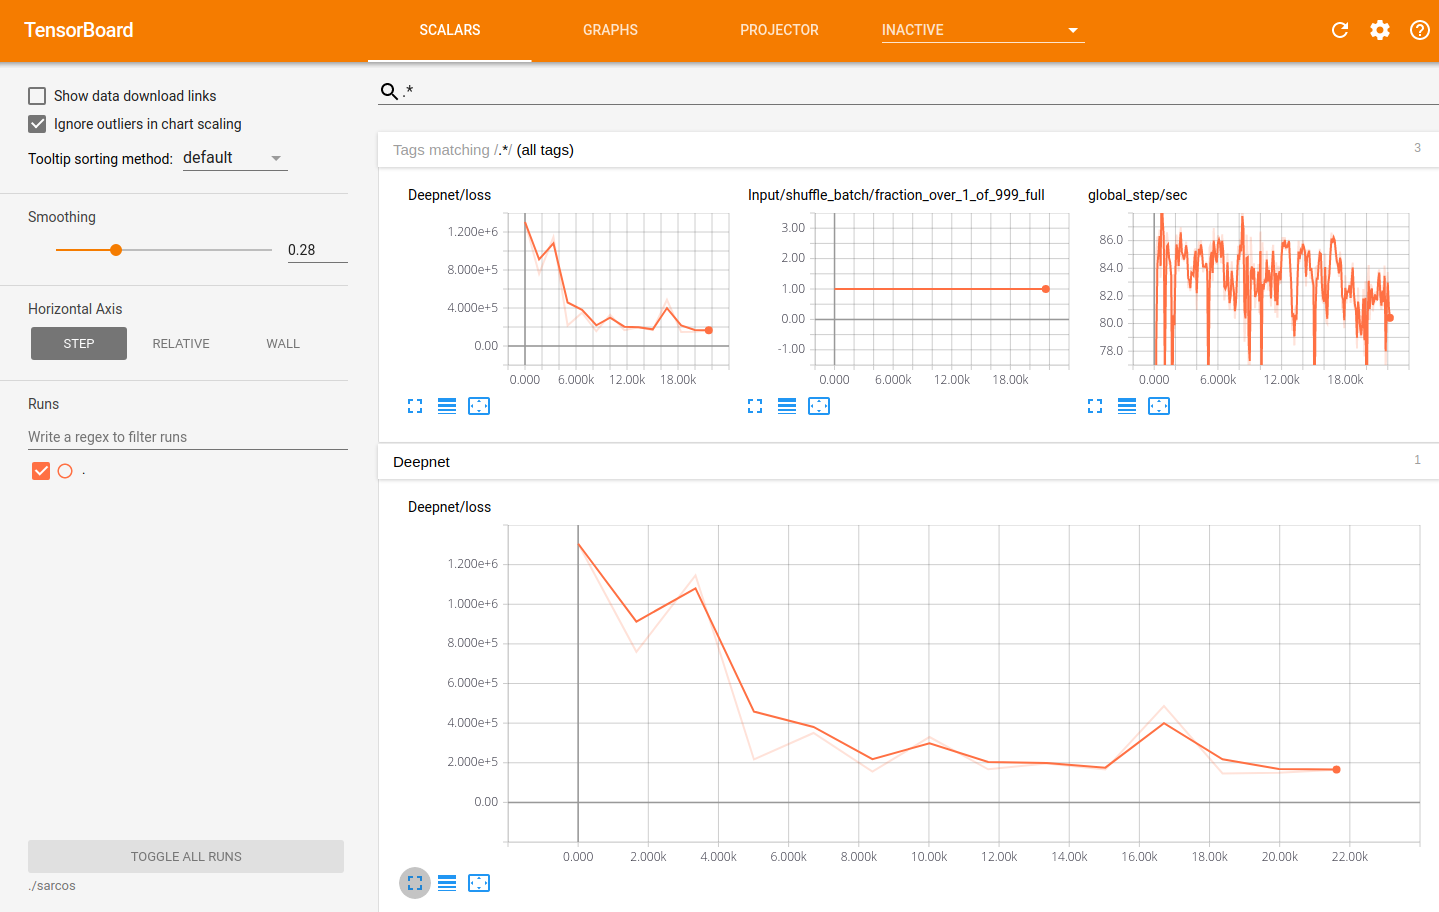 TensorBoard
SCALARS
GRAPHS
PROJECTOR
INACTIVE
Show data download links
Ignore outliers in chart scaling
Tooltip sorting method:
default
Smoothing
0.28
Horizontal Axis
STEP
RELATIVE
WALL
Runs
Write a regex to filter runs
.
TOGGLE ALL RUNS
./sarcos
.*
Tags matching /.*/ (all tags)
3
Deepnet/loss
1.200e+6
8.000e+5
4.000e+5
0.00
0.000 6.000k 12.00k 18.00k
Input/shuffle_batch/fraction_over_1_of_999_full
3.00
2.00
1.00
0.00
-1.00
0.000 6.000k 12.00k 18.00k
global_step/sec
86.0
84.0
82.0
80.0
78.0
0.000 6.000k 12.00k 18.00k
Deepnet
1
Deepnet/loss
1.200e+6
1.000e+6
8.000e+5
6.000e+5
4.000e+5
2.000e+5
0.00
0.000 2.000k 4.000k 6.000k 8.000k 10.00k 12.00k 14.00k 16.00k 18.00k 20.00k 22.00k